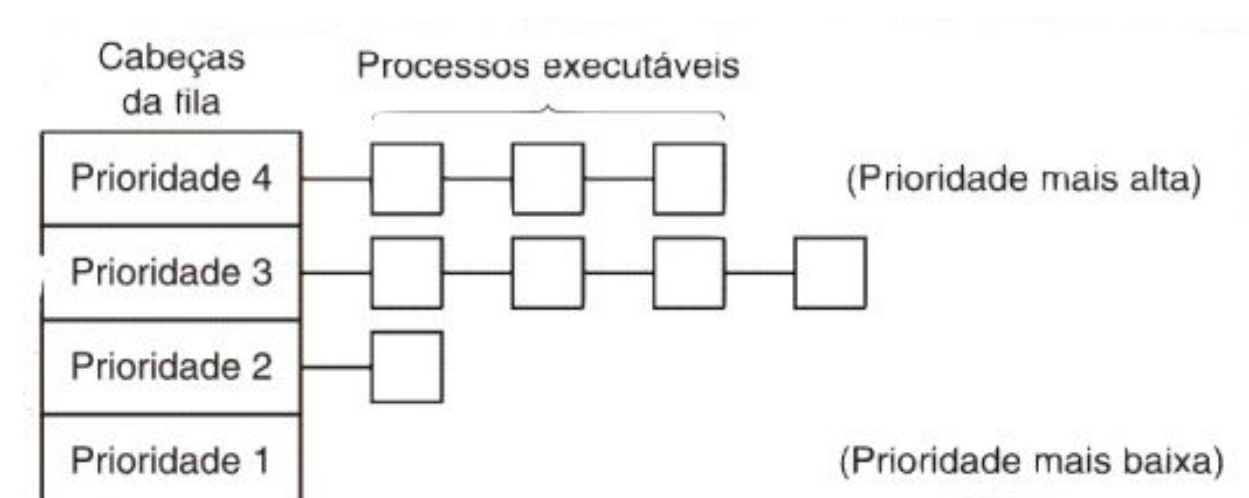 Cabeças
da fila
Processos executáveis
Prioridade 4
(Prioridade mais alta)
Prioridade 3
Prioridade 2
Prioridade 1
(Prioridade mais baixa)